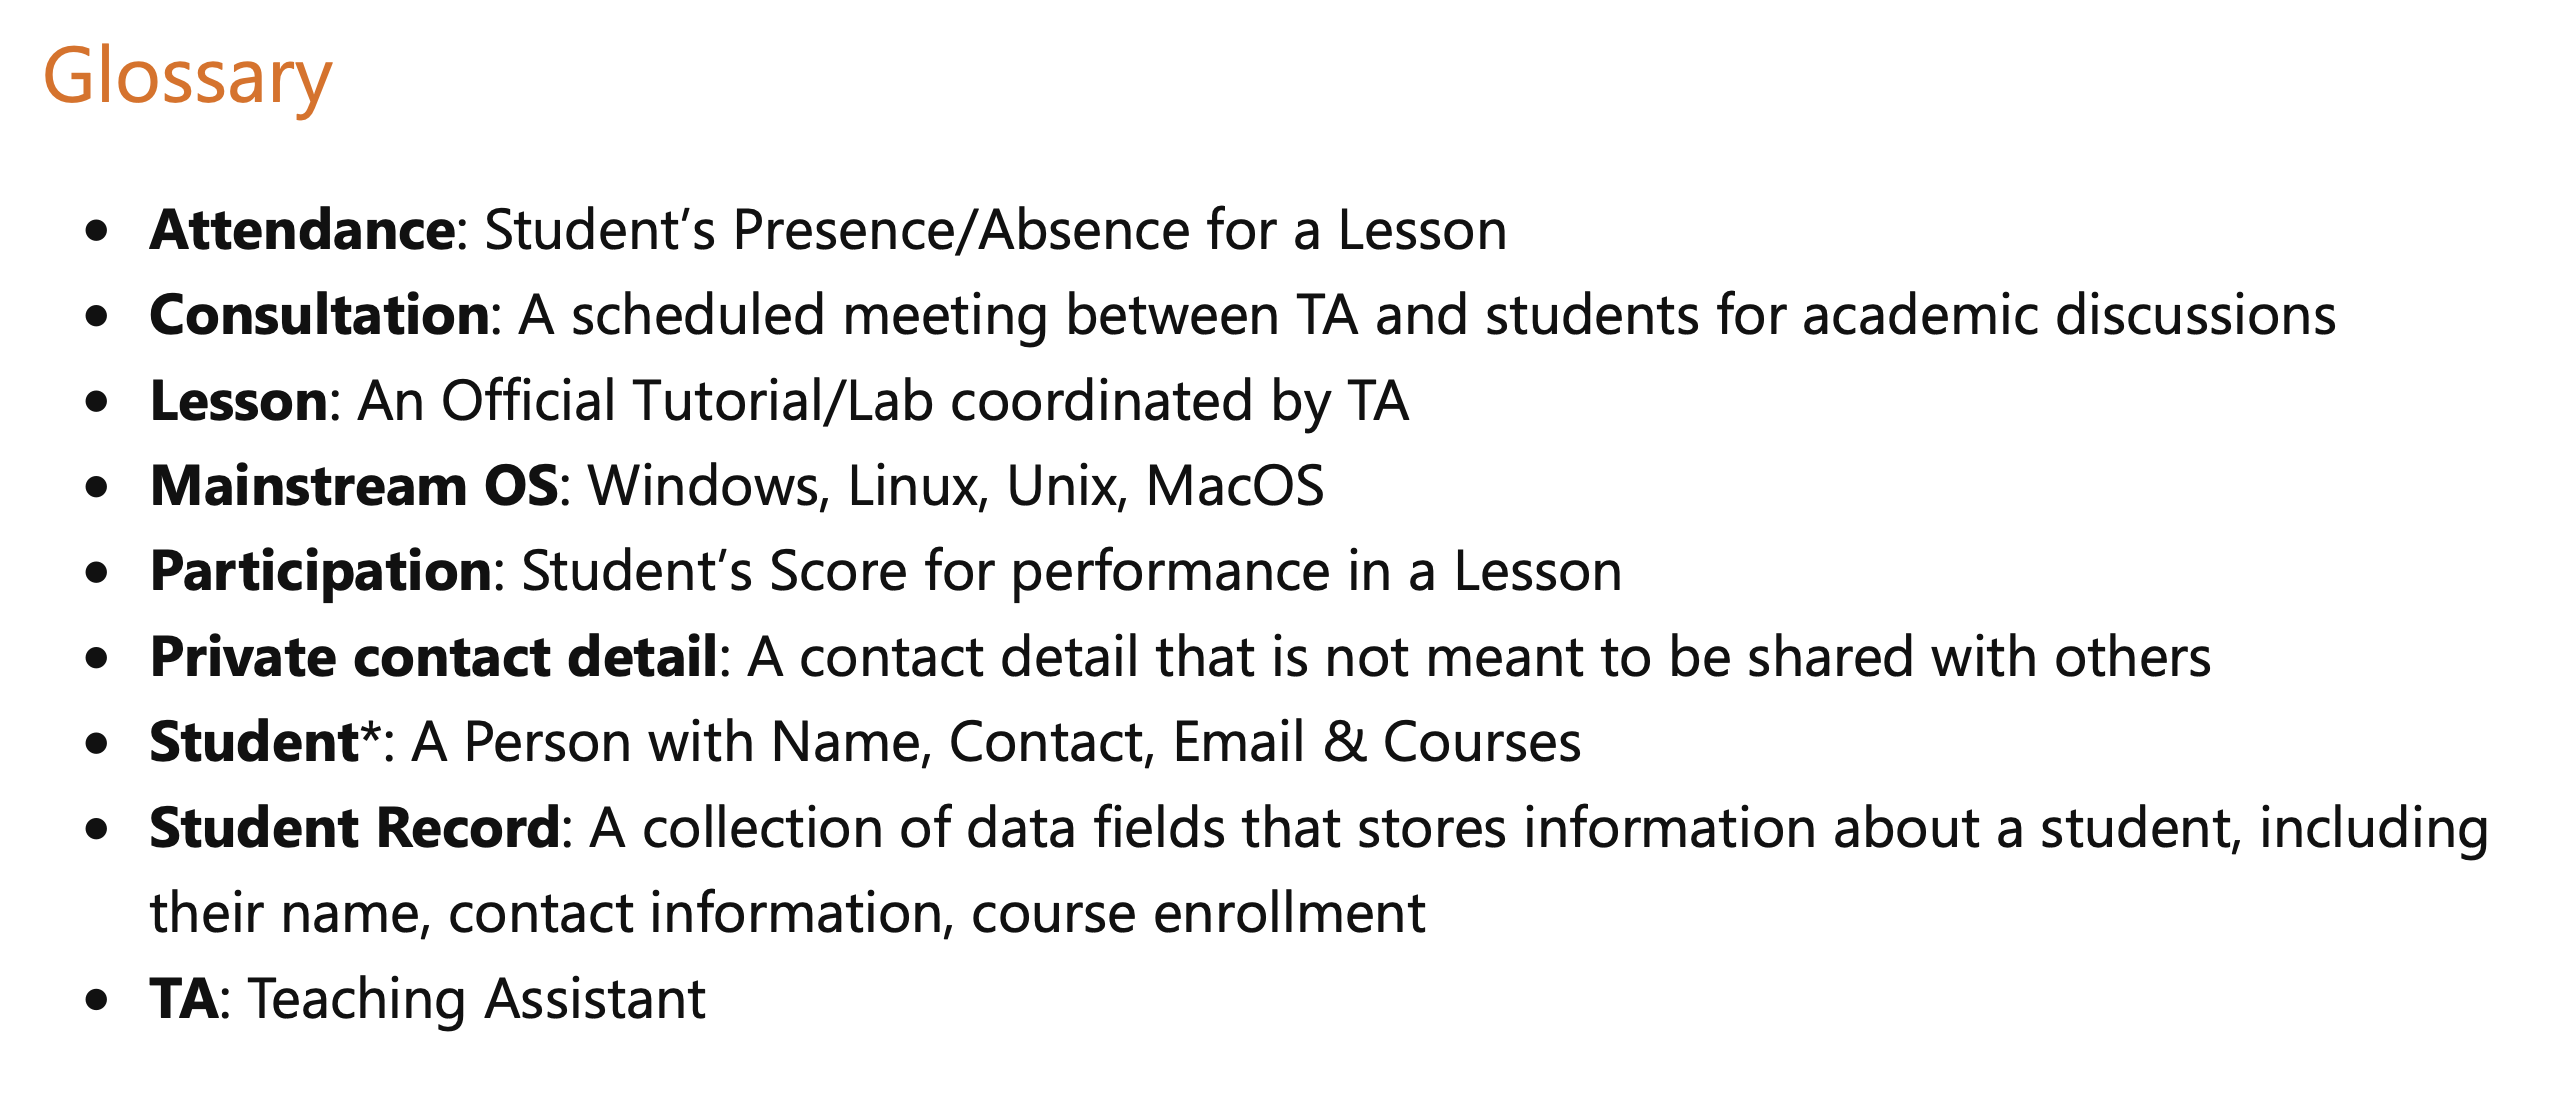 Glossary
• Attendance: Student’s Presence/Absence for a Lesson
• Consultation: A scheduled meeting between TA and students for academic discussions
• Lesson: An Official Tutorial/Lab coordinated by TA
• Mainstream OS: Windows, Linux, Unix, MacOS
• Participation: Student’s Score for performance in a Lesson
• Private contact detail: A contact detail that is not meant to be shared with others
• Student*: A Person with Name, Contact, Email & Courses
• Student Record: A collection of data fields that stores information about a student, including
their name, contact information, course enrollment
• TA: Teaching Assistant